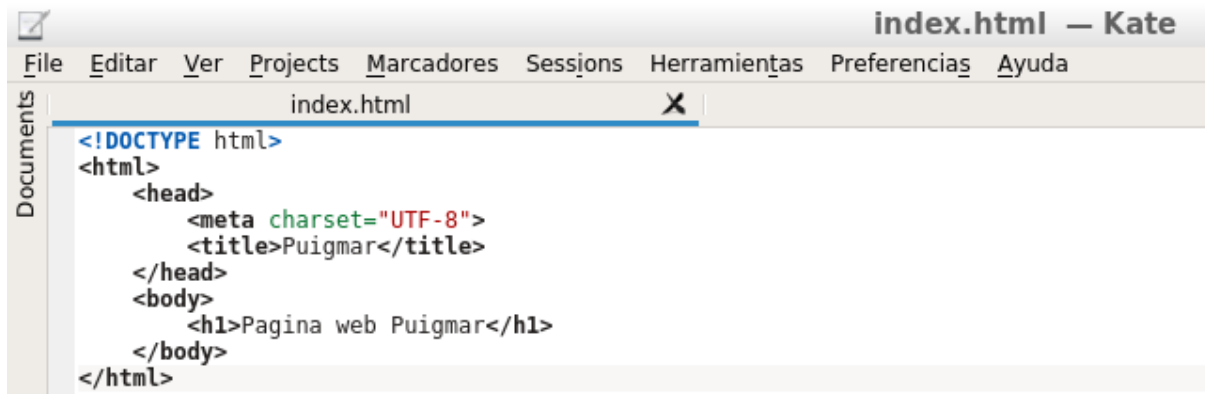 index.html — Kate
File Editar Ver Projects Marcadores Sessions Herramientas Preferencias Ayuda
Documents
index.html
<!DOCTYPE html>
<html>
    <head>
        <meta charset="UTF-8">
        <title>Puigmar</title>
    </head>
    <body>
        <h1>Pagina web Puigmar</h1>
    </body>
</html>